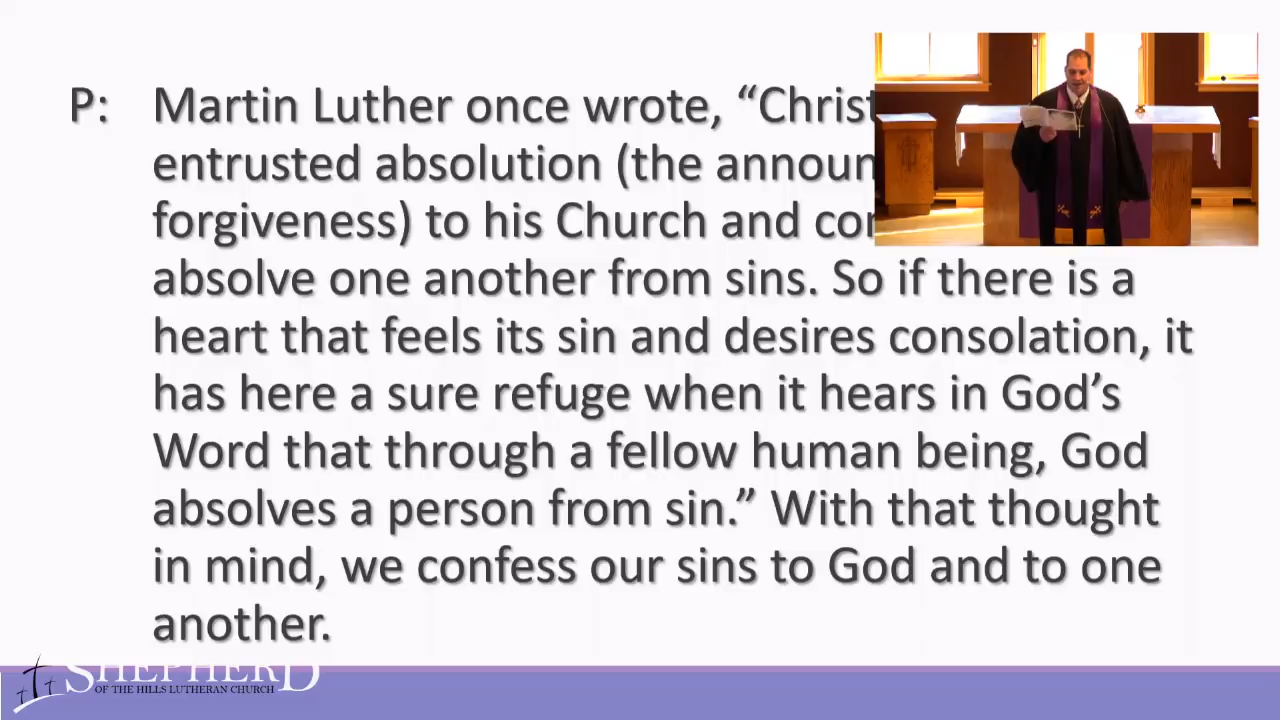 P: Martin Luther once wrote, “Christ
entrusted absolution (the
forgiveness) to his Church and
absolve one another from sins. So if there is a
heart that feels its sin and desires consolation, it
has here a sure refuge when it hears in God’s
Word that through a fellow human being, God
absolves a person from sin.” With that thought
in mind, we confess our sins to God and to one
another.
SHEPHERD
OF THE HILLS LUTHERAN CHURCH